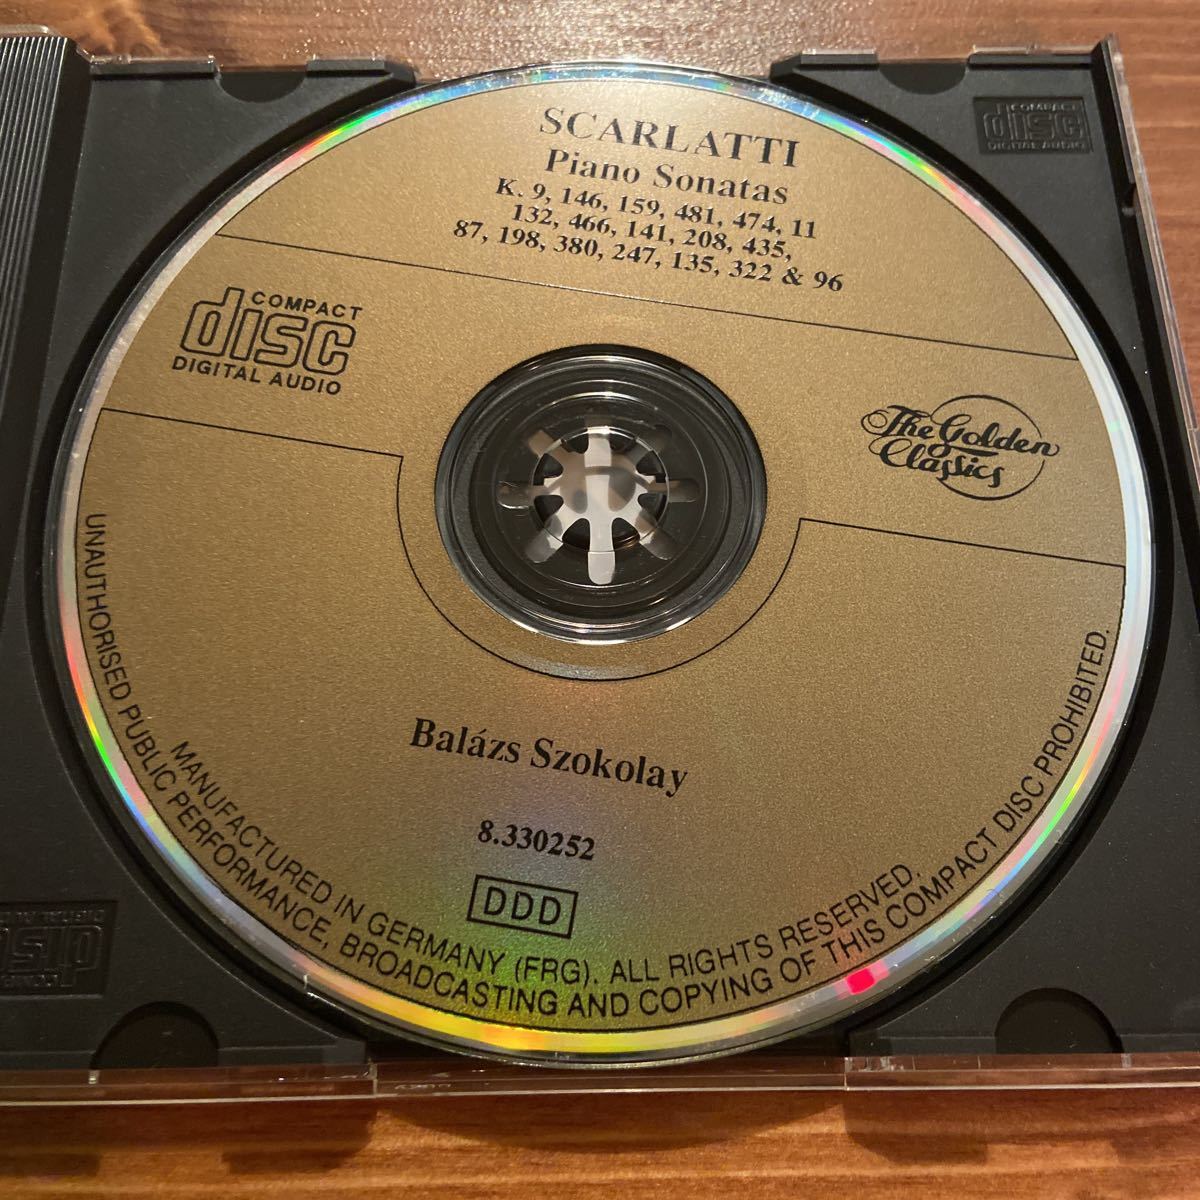 SCARLATTI
Piano Sonatas
K. 9, 146, 159, 481, 474, 11
132, 466, 141, 208, 435,
87, 198, 380, 247, 135, 322 & 96
COMPACT
disc
DIGITAL AUDIO
COMPACT
disc
DIGITAL AUDIO
The Golden
Classics
Balázs Szokolay
8.330252
DDD
MANUFACTURED IN GERMANY (FRG). ALL RIGHTS RESERVED.
UNAUTHORISED PUBLIC PERFORMANCE, BROADCASTING AND COPYING OF THIS COMPACT DISC PROHIBITED.